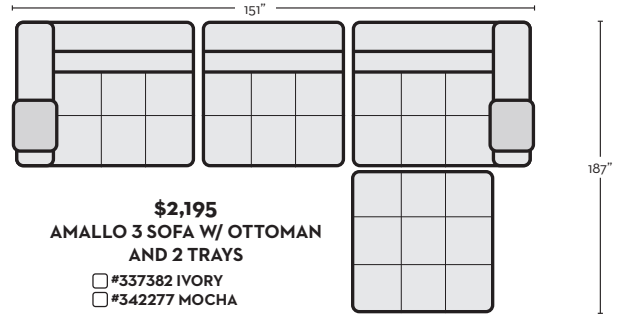 151”
187”
$2,195
AMALLO 3 SOFA W/ OTTOMAN
AND 2 TRAYS
#337382 IVORY
#342277 MOCHA